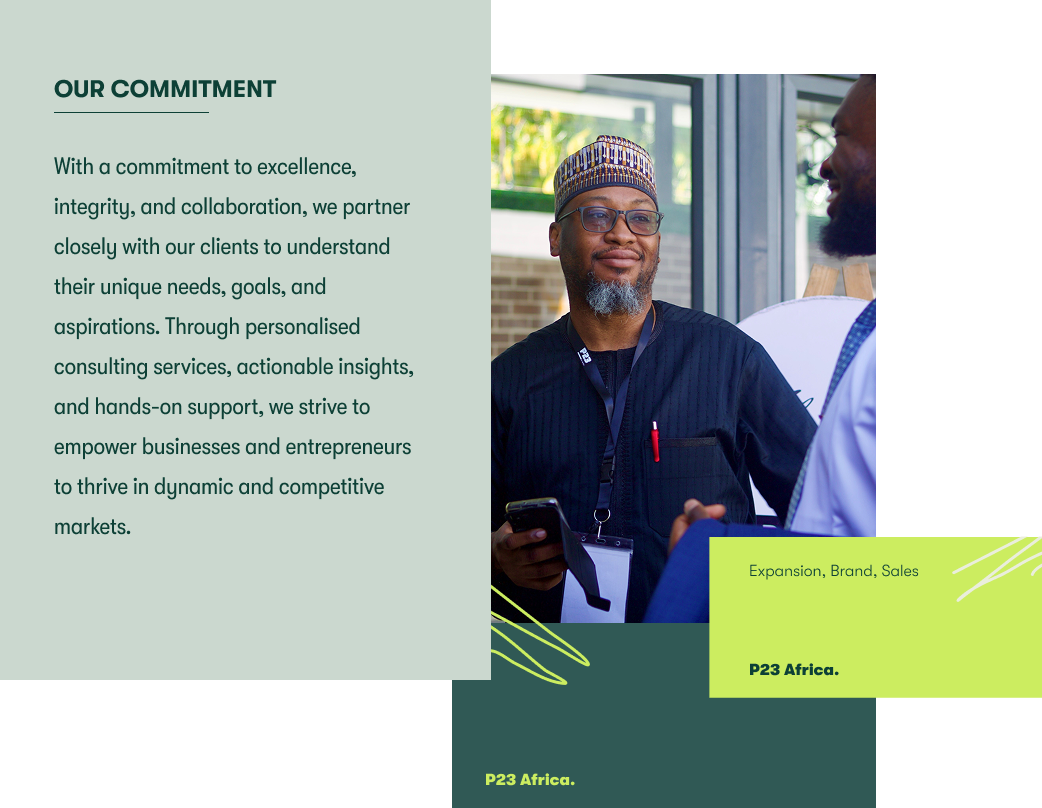 OUR COMMITMENT
With a commitment to excellence,
integrity, and collaboration, we partner
closely with our clients to understand
their unique needs, goals, and
aspirations. Through personalised
consulting services, actionable insights,
and hands-on support, we strive to
empower businesses and entrepreneurs
to thrive in dynamic and competitive
markets.
P23
Expansion, Brand, Sales
P23 Africa.
P23 Africa.